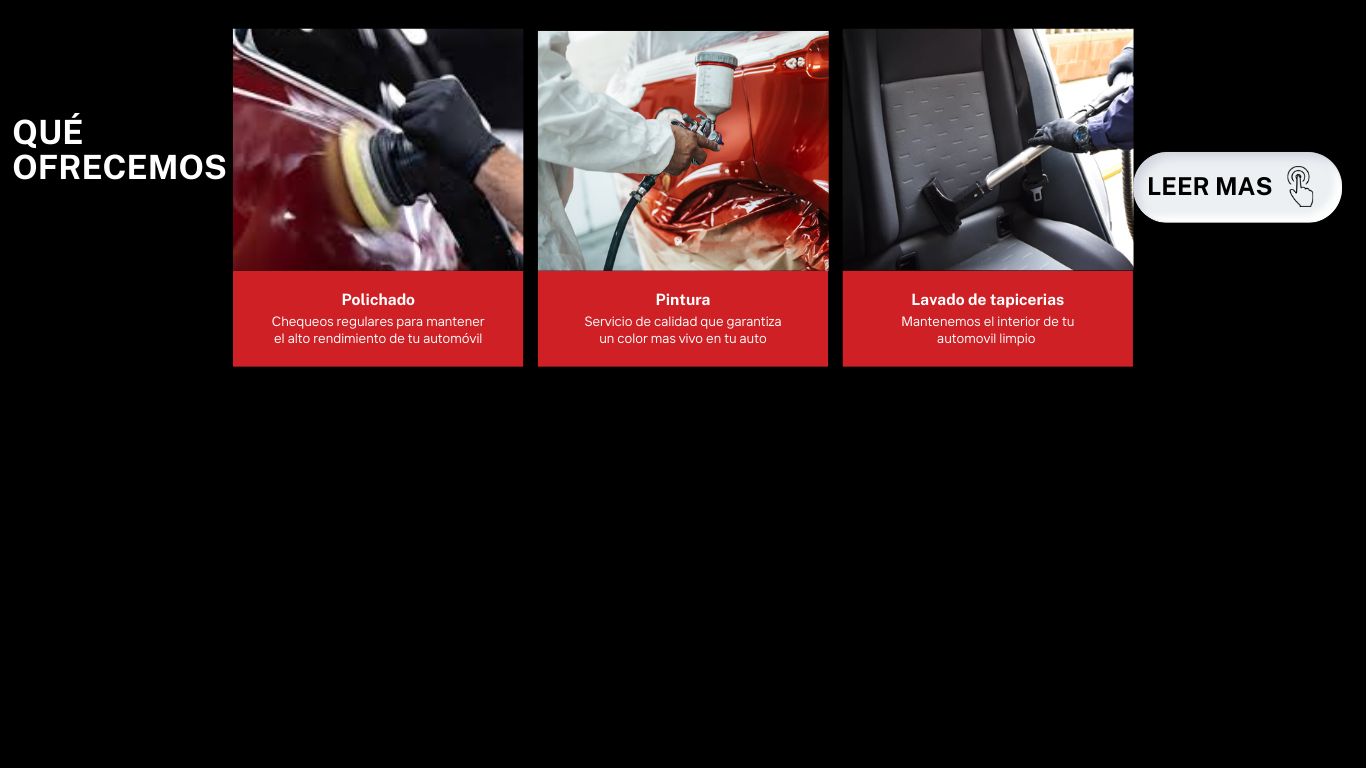 QUÉ
OFRECEMOS
Polichado
Chequeos regulares para mantener
el alto rendimiento de tu automóvil
Pintura
Servicio de calidad que garantiza
un color mas vivo en tu auto
Lavado de tapicerias
Mantenemos el interior de tu
automovil limpio
LEER MAS